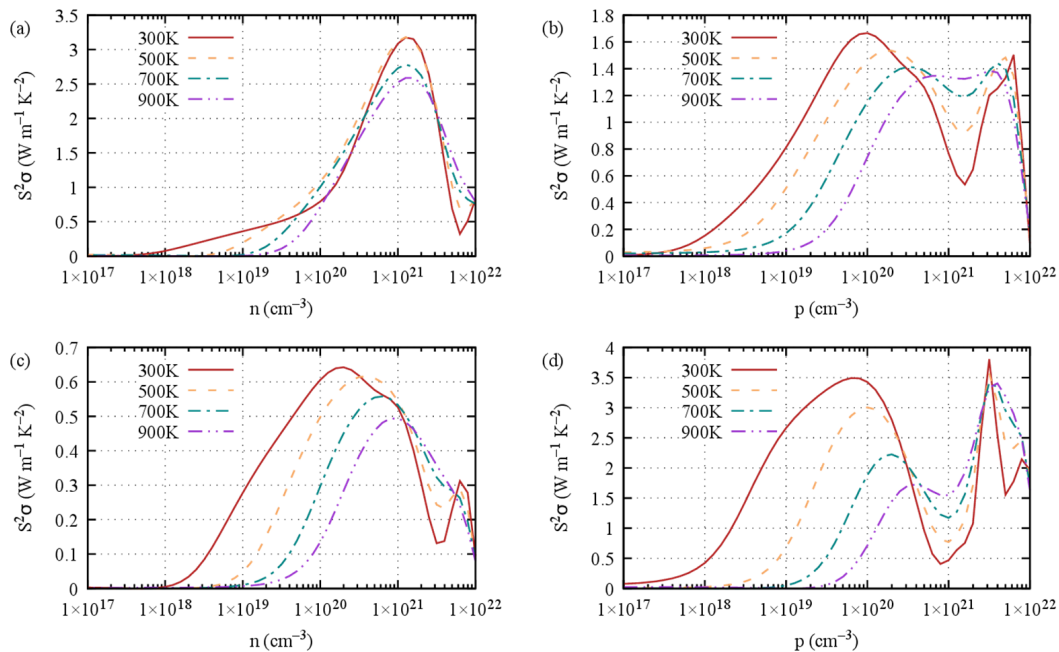 (a)
3.5
3
2.5
2
1.5
1
0.5
0
S²σ (W m⁻¹ K⁻²)
300K
500K
700K
900K
1×10¹⁷ 1×10¹⁸ 1×10¹⁹ 1×10²⁰ 1×10²¹ 1×10²²
n (cm⁻³)
(b)
1.8
1.6
1.4
1.2
1
0.8
0.6
0.4
0.2
0
S²σ (W m⁻¹ K⁻²)
300K
500K
700K
900K
1×10¹⁷ 1×10¹⁸ 1×10¹⁹ 1×10²⁰ 1×10²¹ 1×10²²
p (cm⁻³)
(c)
0.7
0.6
0.5
0.4
0.3
0.2
0.1
0
S²σ (W m⁻¹ K⁻²)
300K
500K
700K
900K
1×10¹⁷ 1×10¹⁸ 1×10¹⁹ 1×10²⁰ 1×10²¹ 1×10²²
n (cm⁻³)
(d)
4
3.5
3
2.5
2
1.5
1
0.5
0
S²σ (W m⁻¹ K⁻²)
300K
500K
700K
900K
1×10¹⁷ 1×10¹⁸ 1×10¹⁹ 1×10²⁰ 1×10²¹ 1×10²²
p (cm⁻³)